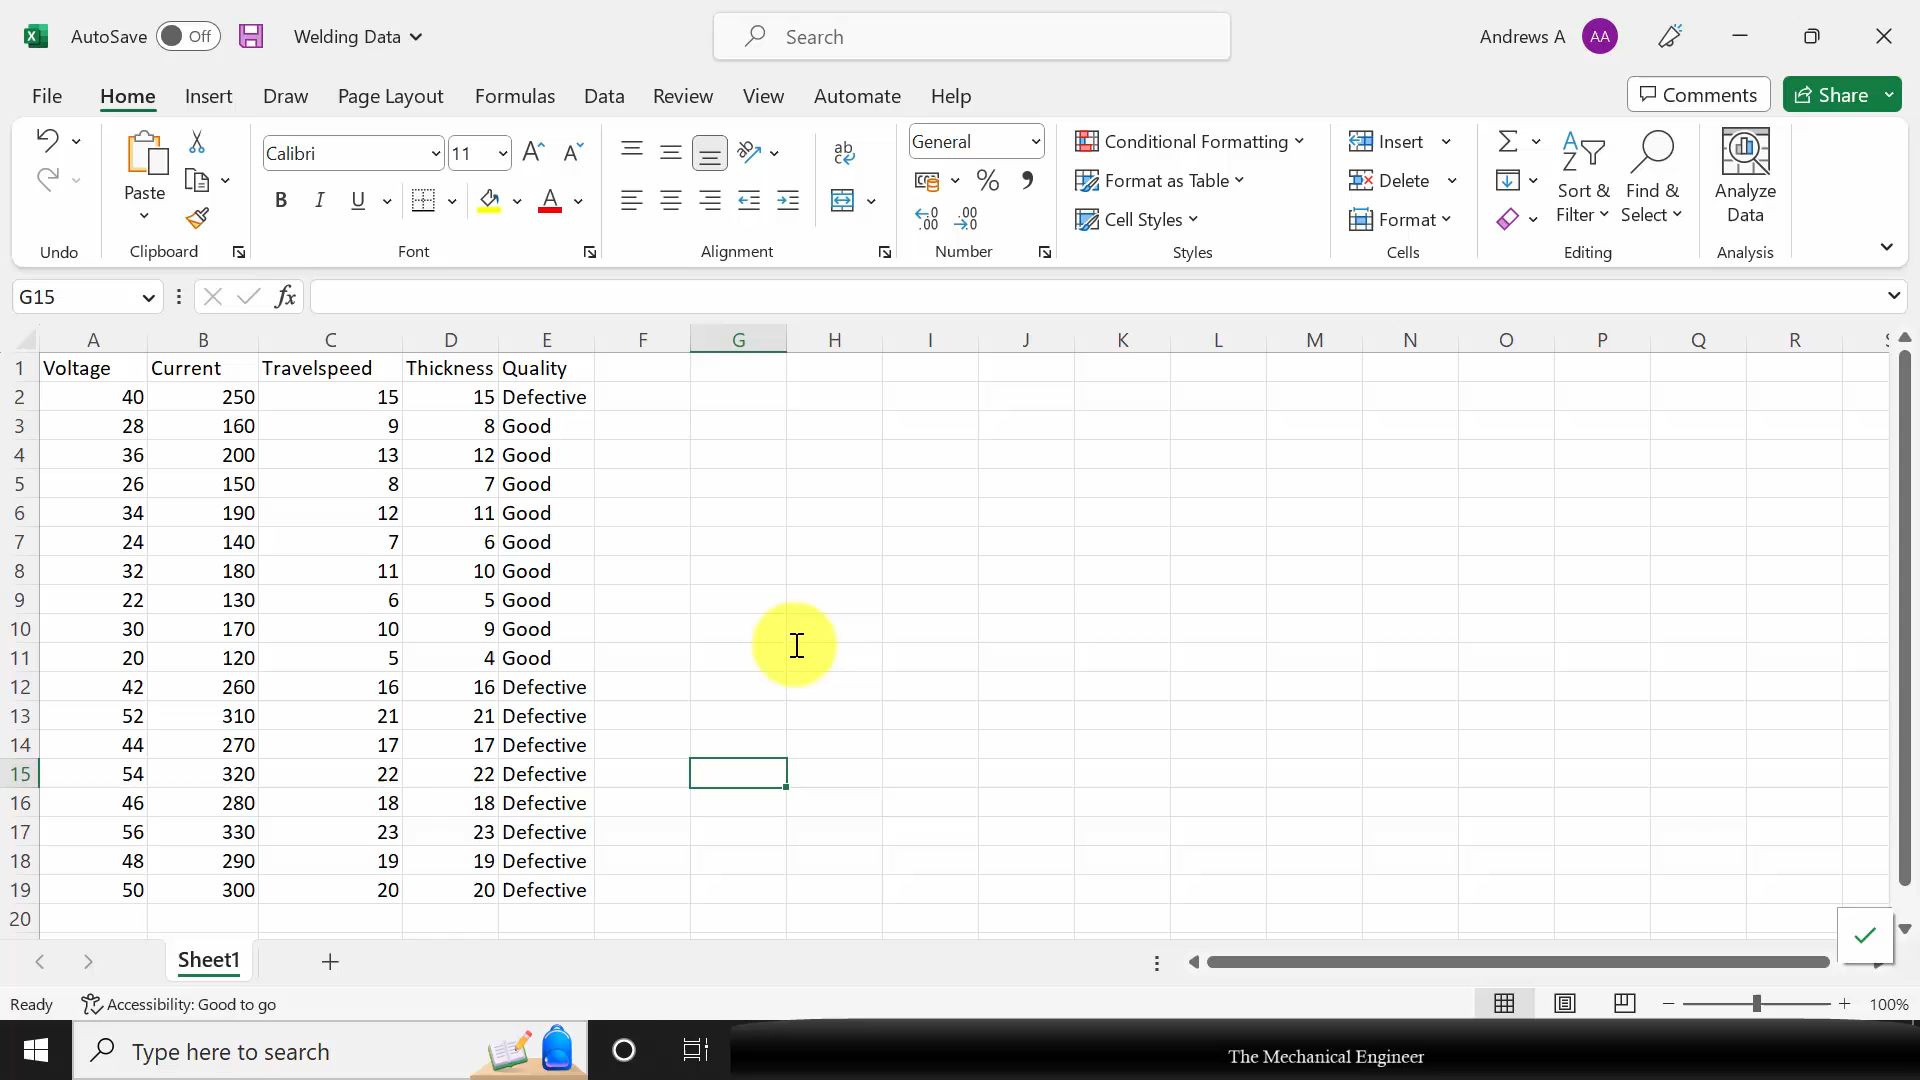 AutoSave Off Welding Data Search Andrews A AA
File Home Insert Draw Page Layout Formulas Data Review View Automate Help Comments Share
Paste Calibri 11 General Conditional Formatting Insert Sort & Find & Analyze
B I U ab % Format as Table Delete Filter Select Data
Cell Styles Format
Undo Clipboard Font Alignment Number Styles Cells Editing Analysis
G15 fx
A B C D E F G H I J K L M N O P Q R
1 Voltage Current Travelspeed Thickness Quality
2 40 250 15 15 Defective
3 28 160 9 8 Good
4 36 200 13 12 Good
5 26 150 8 7 Good
6 34 190 12 11 Good
7 24 140 7 6 Good
8 32 180 11 10 Good
9 22 130 6 5 Good
10 30 170 10 9 Good
11 20 120 5 4 Good
12 42 260 16 16 Defective
13 52 310 21 21 Defective
14 44 270 17 17 Defective
15 54 320 22 22 Defective
16 46 280 18 18 Defective
17 56 330 23 23 Defective
18 48 290 19 19 Defective
19 50 300 20 20 Defective
20
Sheet1
Ready Accessibility: Good to go 100%
Type here to search The Mechanical Engineer